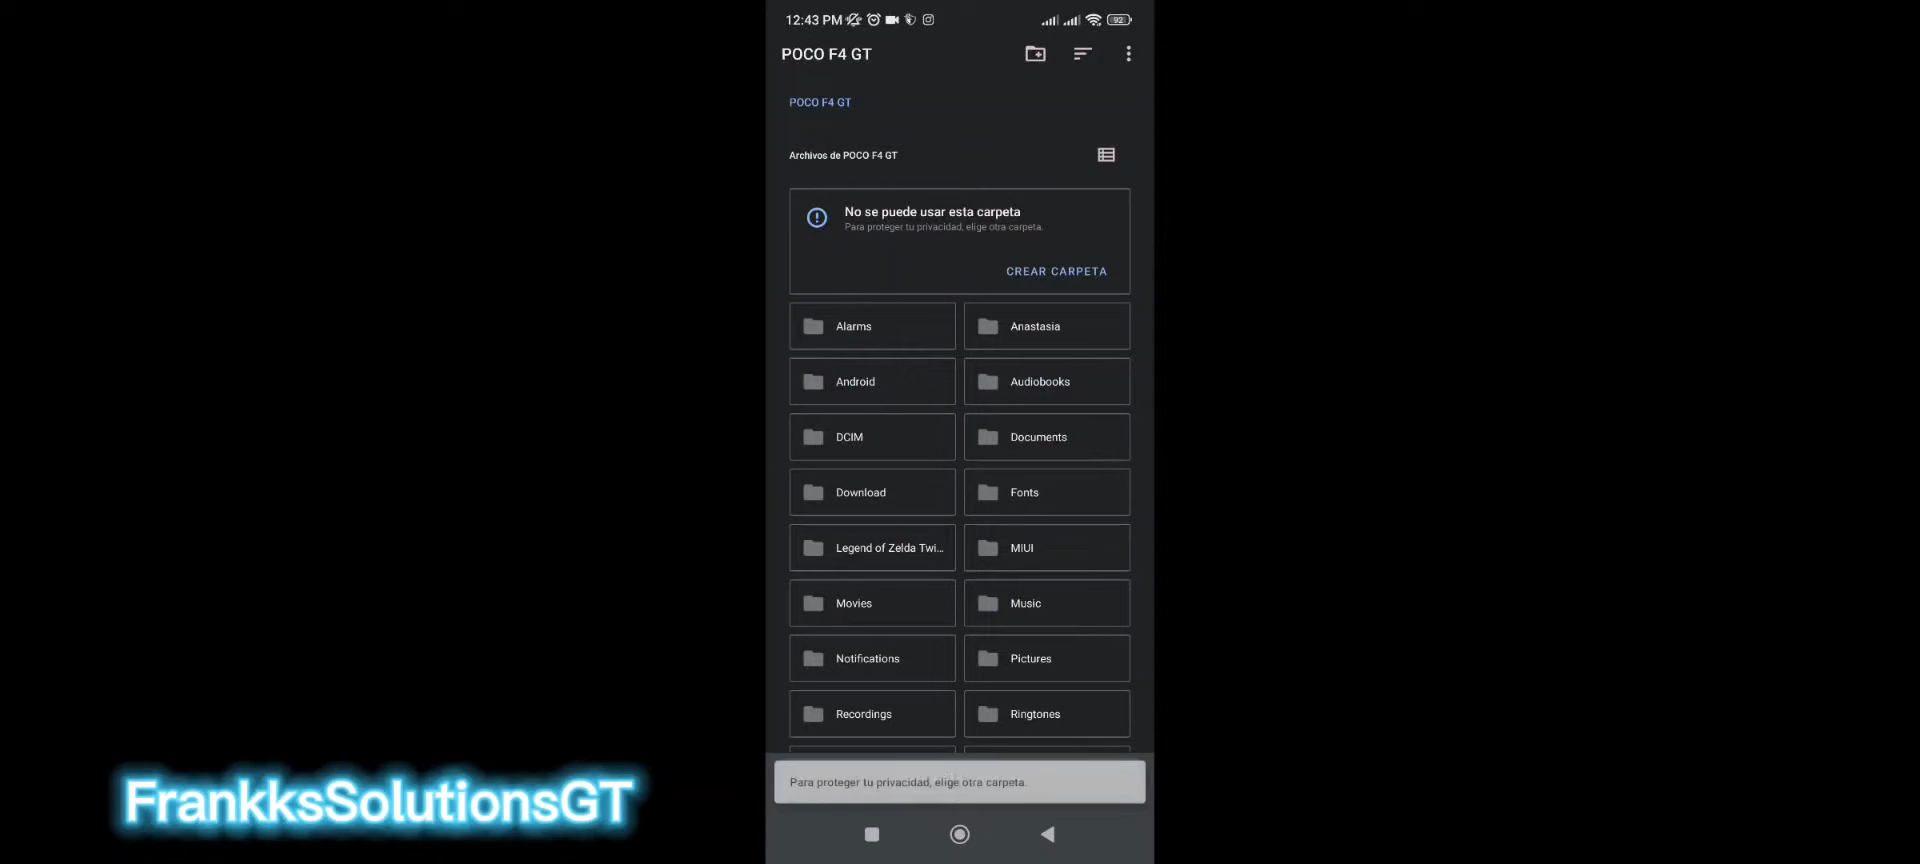 12:43 PM
92
POCO F4 GT
POCO F4 GT
Archivos de POCO F4 GT
No se puede usar esta carpeta
Para proteger tu privacidad, elige otra carpeta.
CREAR CARPETA
Alarms
Anastasia
Android
Audiobooks
DCIM
Documents
Download
Fonts
Legend of Zelda Twi...
MIUI
Movies
Music
Notifications
Pictures
Recordings
Ringtones
Para proteger tu privacidad, elige otra carpeta.
FrankksSolutionsGT